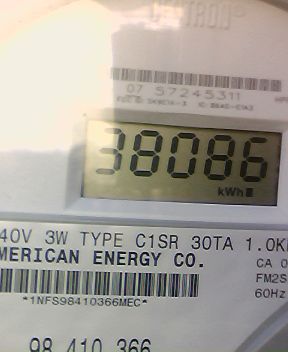 CENTRON®
07 57245311
38086
kWh
40V 3W TYPE C1SR 30TA 1.0K
MERICAN ENERGY CO.
CA 0
FM2S
60Hz
*1NFS98410366MEC*
98 410 366